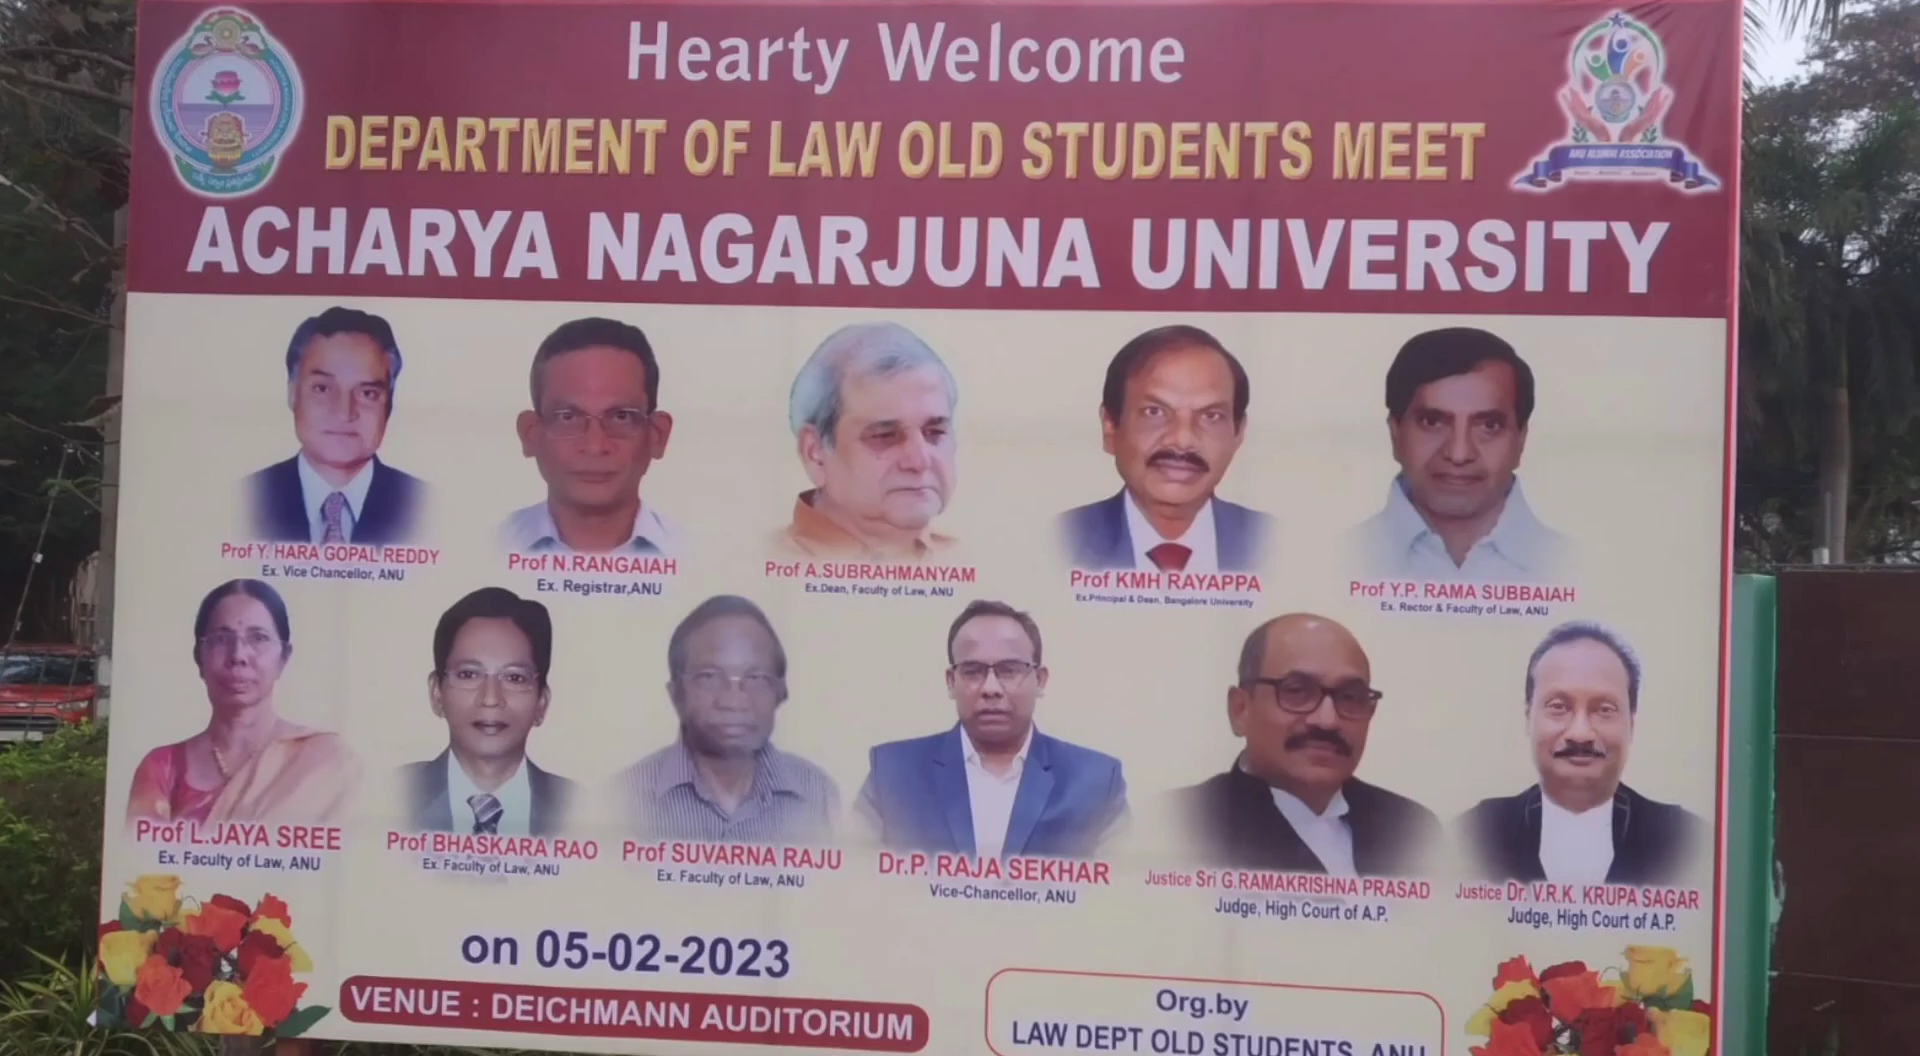 Hearty Welcome
DEPARTMENT OF LAW OLD STUDENTS MEET
ANU ALUMNI ASSOCIATION
ACHARYA NAGARJUNA UNIVERSITY
Prof Y. HARA GOPAL REDDY
Ex. Vice Chancellor, ANU
Prof N.RANGAIAH
Ex. Registrar,ANU
Prof A.SUBRAHMANYAM
Ex.Dean, Faculty of Law, ANU
Prof KMH RAYAPPA
Ex.Principal & Dean, Bangalore University
Prof Y.P. RAMA SUBBAIAH
Ex. Rector & Faculty of Law, ANU
Prof L.JAYA SREE
Ex. Faculty of Law, ANU
Prof BHASKARA RAO
Ex. Faculty of Law, ANU
Prof SUVARNA RAJU
Ex. Faculty of Law, ANU
Dr.P. RAJA SEKHAR
Vice-Chancellor, ANU
Justice Sri G.RAMAKRISHNA PRASAD
Judge, High Court of A.P.
Justice Dr. V.R.K. KRUPA SAGAR
Judge, High Court of A.P.
on 05-02-2023
VENUE : DEICHMANN AUDITORIUM
Org.by
LAW DEPT OLD STUDENTS, ANU